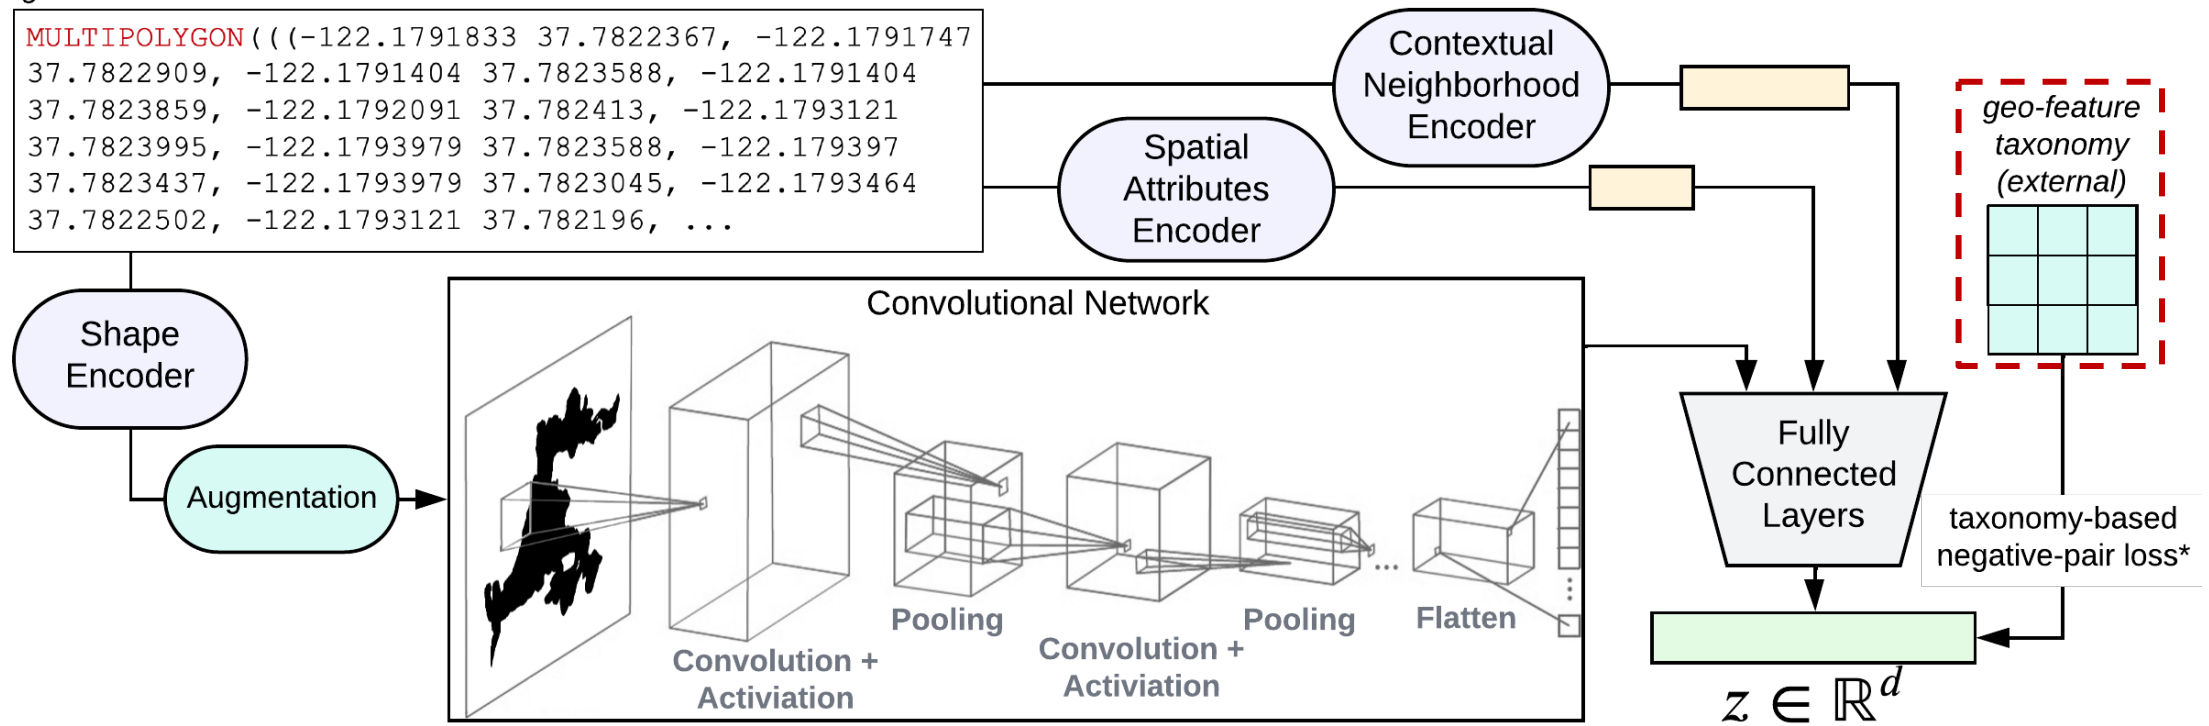 MULTIPOLYGON(((-122.1791833 37.7822367, -122.1791747
37.7822909, -122.1791404 37.7823588, -122.1791404
37.7823859, -122.1792091 37.782413, -122.1793121
37.7823995, -122.1793979 37.7823588, -122.179397
37.7823437, -122.1793979 37.7823045, -122.1793464
37.7822502, -122.1793121 37.782196, ...
Contextual
Neighborhood
Encoder
Spatial
Attributes
Encoder
geo-feature
taxonomy
(external)
Shape
Encoder
Augmentation
Convolutional Network
Convolution +
Activiation
Pooling
Convolution +
Activiation
Pooling
...
Flatten
Fully
Connected
Layers
taxonomy-based
negative-pair loss*
z ∈ ℝ^d